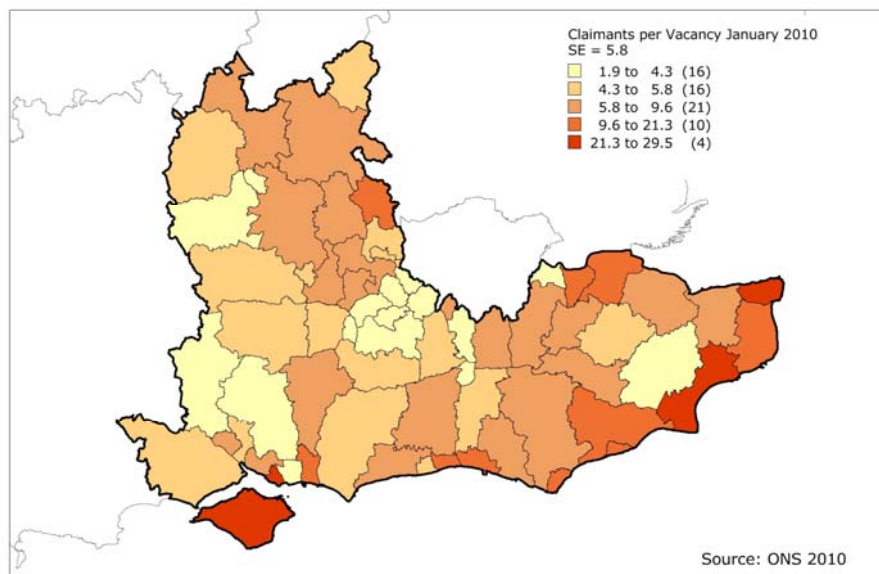 Claimants per Vacancy January 2010
SE = 5.8
1.9 to 4.3 (16)
4.3 to 5.8 (16)
5.8 to 9.6 (21)
9.6 to 21.3 (10)
21.3 to 29.5 (4)
Source: ONS 2010